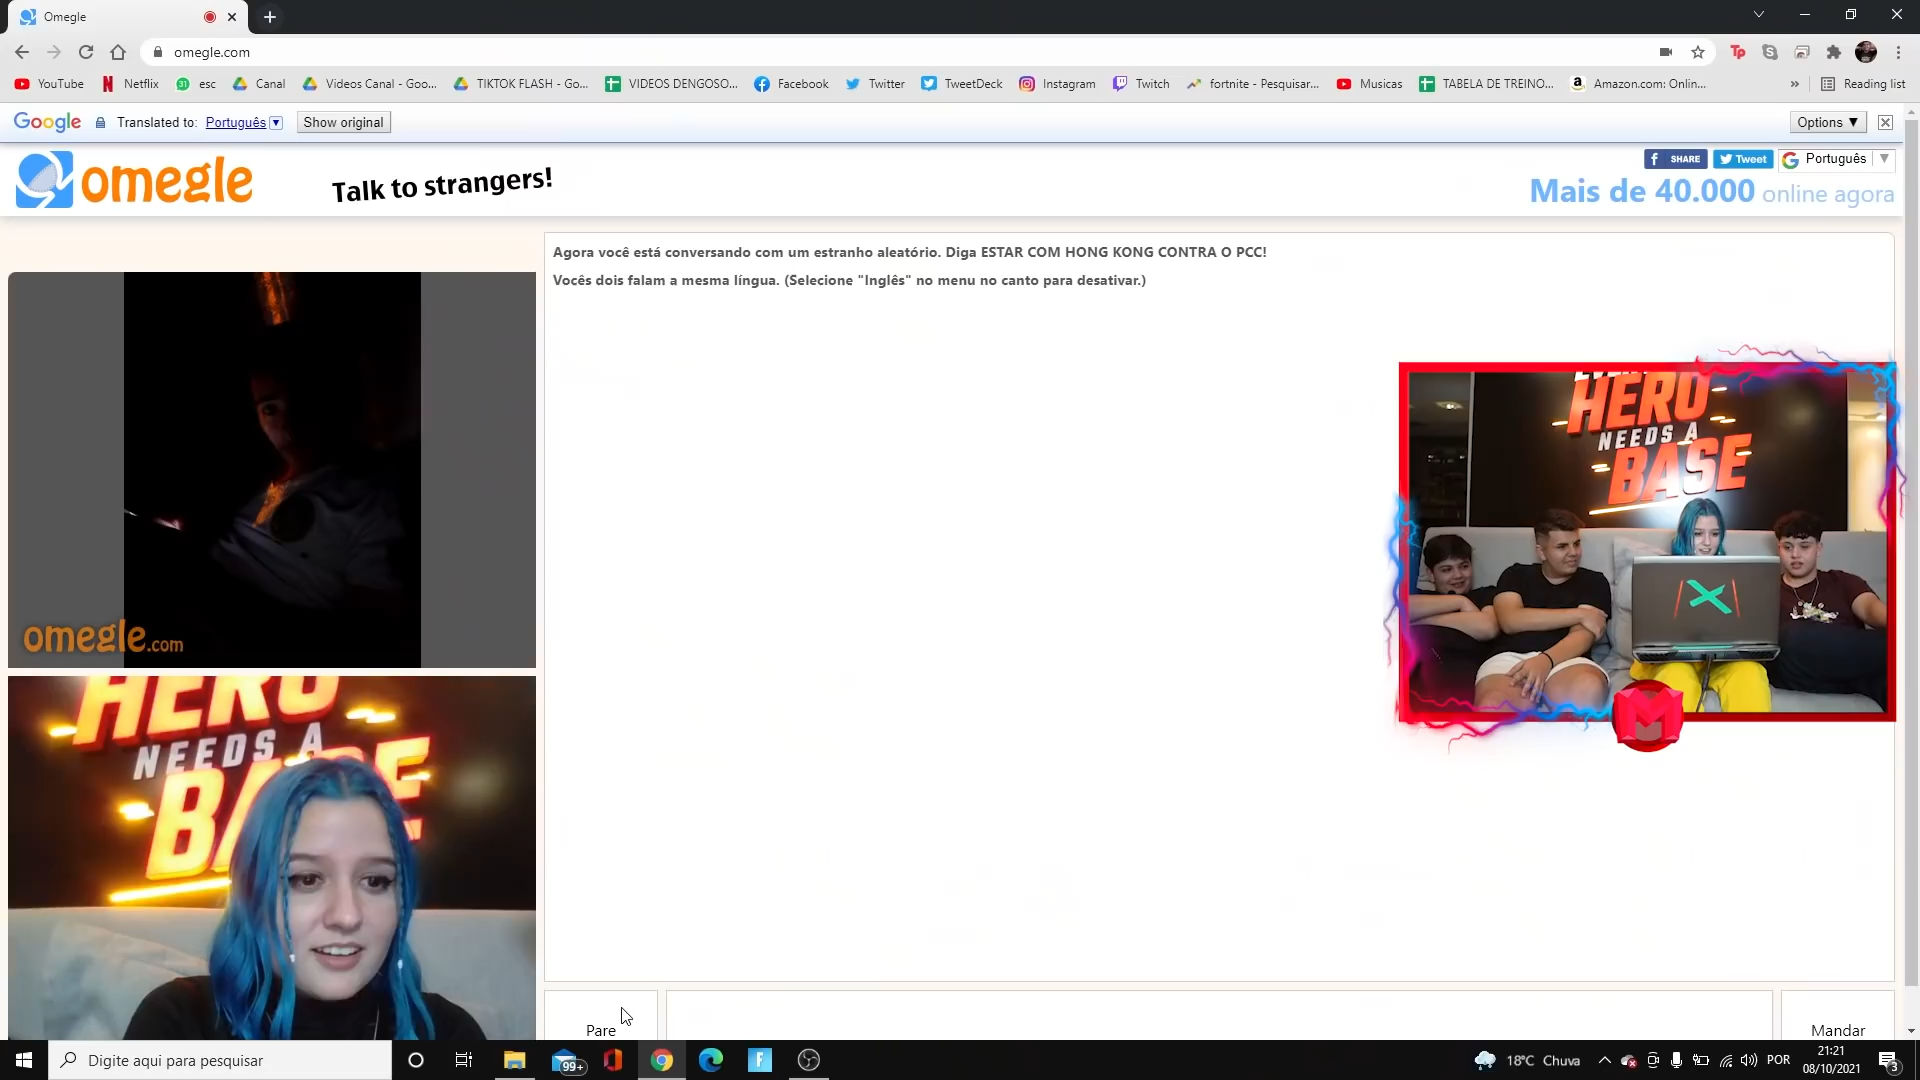 Omegle
omegle.com
YouTube
Netflix
esc
Canal
Videos Canal - Goo...
TIKTOK FLASH - Go...
VIDEOS DENGOSO...
Facebook
Twitter
TweetDeck
Instagram
Twitch
fortnite - Pesquisar...
Musicas
TABELA DE TREINO...
Amazon.com: Onlin...
Reading list
Google
Translated to: Português
Show original
Options
omegle
Talk to strangers!
SHARE
Tweet
Português
Mais de 40.000 online agora
Agora você está conversando com um estranho aleatório. Diga ESTAR COM HONG KONG CONTRA O PCC!
Vocês dois falam a mesma língua. (Selecione "Inglês" no menu no canto para desativar.)
omegle.com
HERO
NEEDS A
BASE
HERO
NEEDS A
BASE
Pare
Mandar
Digite aqui para pesquisar
99+
18°C Chuva
POR
21:21
08/10/2021
3